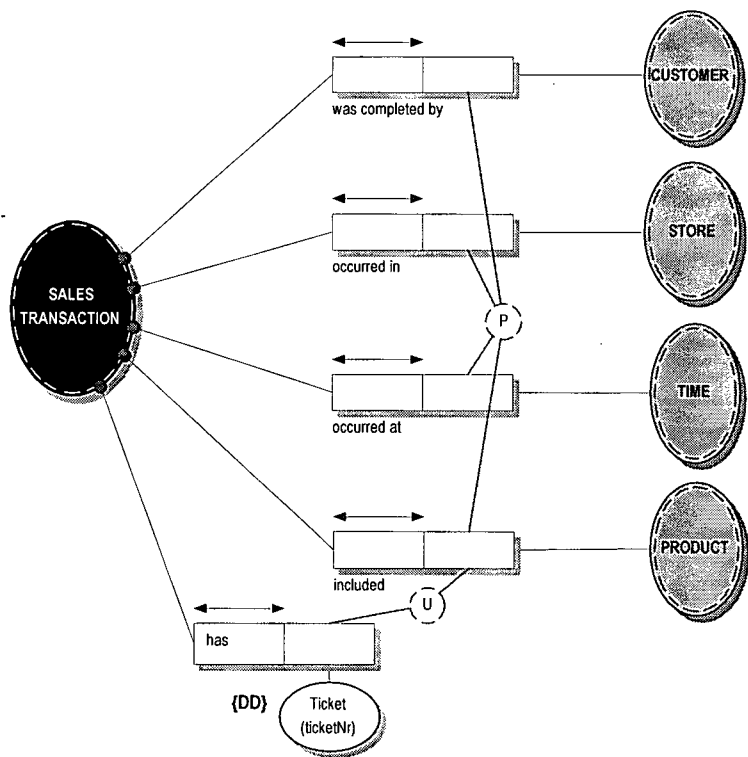 CUSTOMER
was completed by
STORE
occurred in
SALES
TRANSACTION
P
TIME
occurred at
PRODUCT
included
U
has
{DD}
Ticket
(ticketNr)